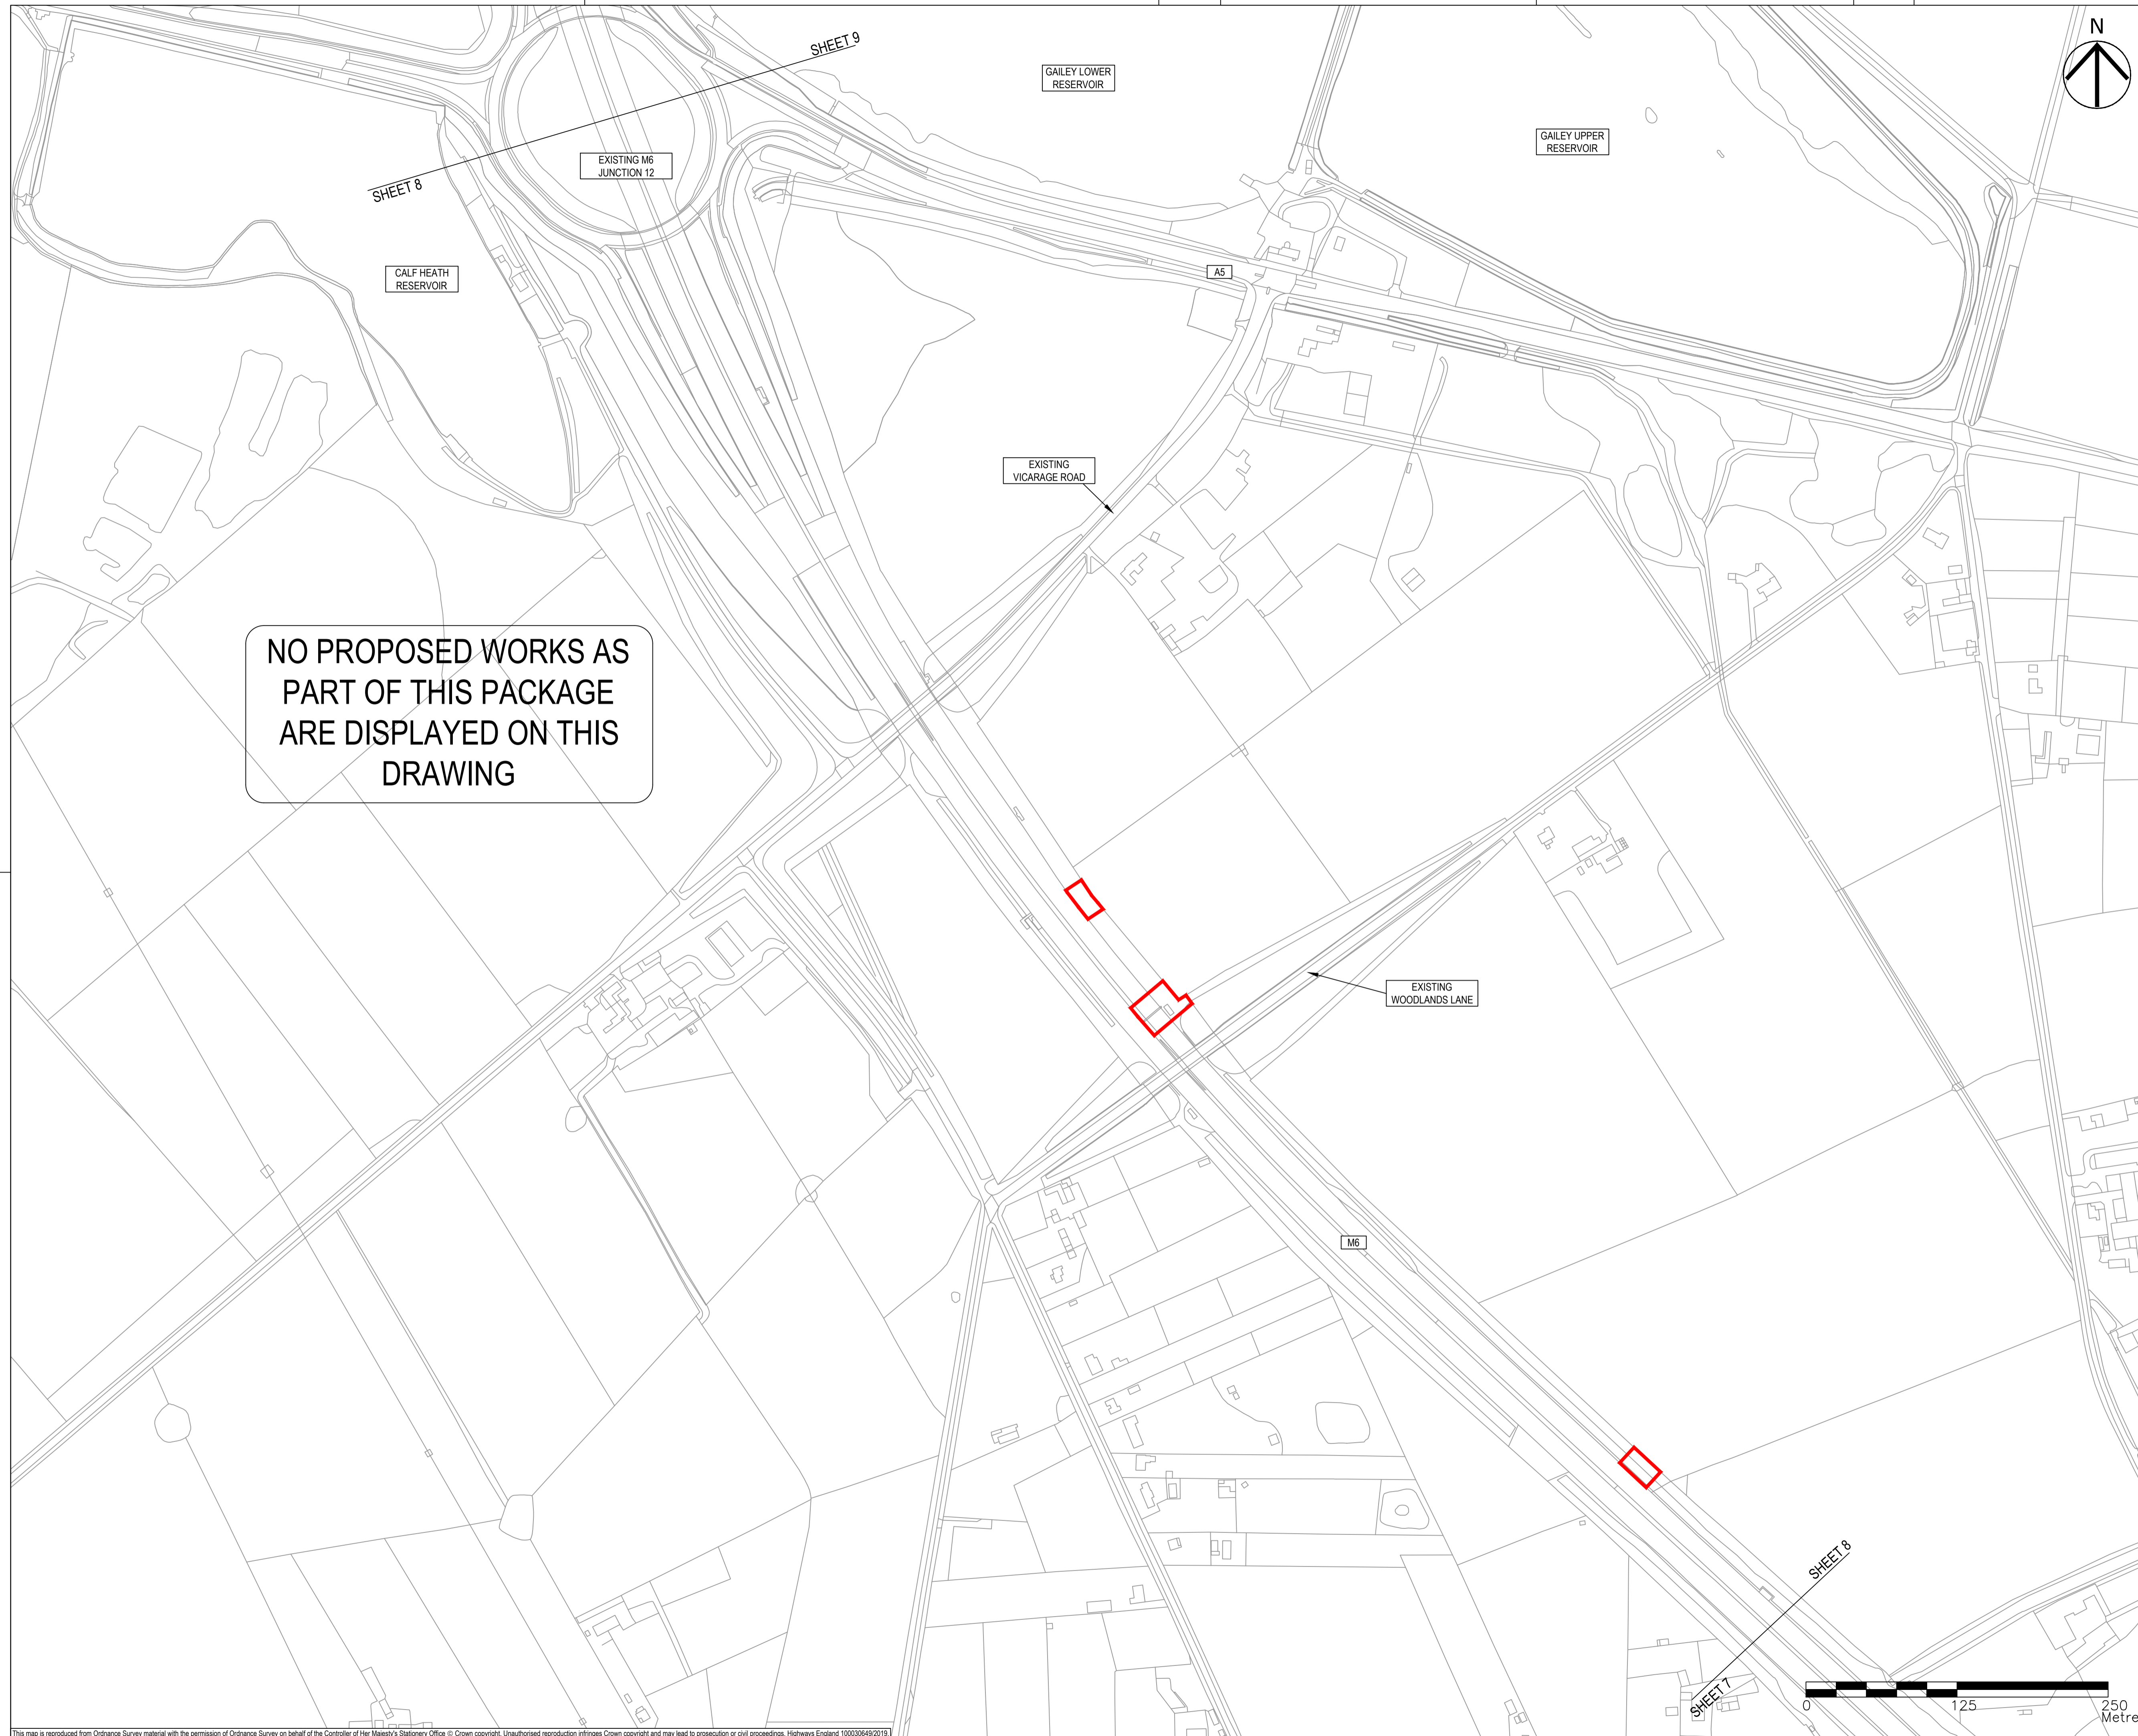 SHEET 9
SHEET 8
N
GAILEY LOWER
RESERVOIR
GAILEY UPPER
RESERVOIR
EXISTING M6
JUNCTION 12
CALF HEATH
RESERVOIR
A5
EXISTING
VICARAGE ROAD
NO PROPOSED WORKS AS
PART OF THIS PACKAGE
ARE DISPLAYED ON THIS
DRAWING
EXISTING
WOODLANDS LANE
M6
SHEET 8
SHEET 7
0 125 250
Metre
This map is reproduced from Ordnance Survey material with the permission of Ordnance Survey on behalf of the Controller of Her Majesty's Stationery Office © Crown copyright. Unauthorised reproduction infringes Crown copyright and may lead to prosecution or civil proceedings. Highways England 100030649/2019.